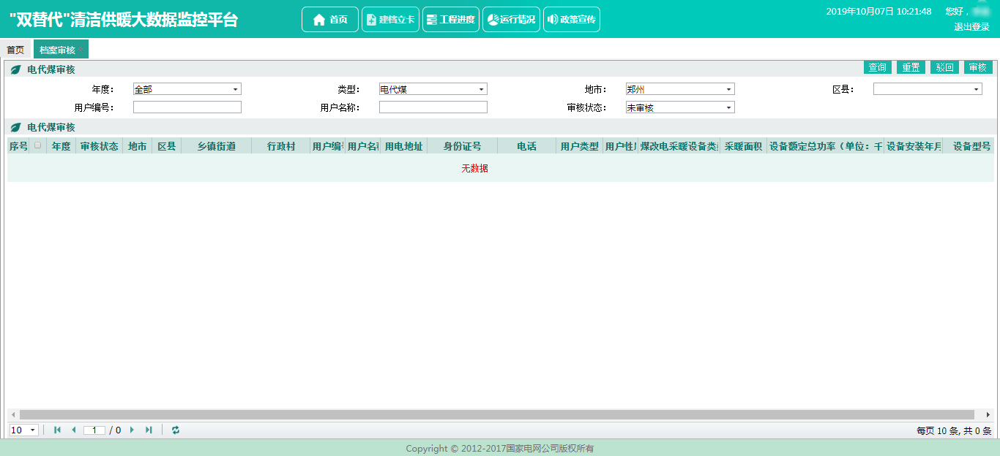 "双替代"清洁供暖大数据监控平台
首页 建档立卡 工程进度 运行情况 政策宣传
2019年10月07日 10:21:48 您好，
退出登录
首页 档案审核
电代煤审核 查询 重置 驳回 审核
年度： 全部 类型： 电代煤 地市： 郑州 区县：
用户编号： 用户名称： 审核状态： 未审核
电代煤审核
序号 年度 审核状态 地市 区县 乡镇街道 行政村 用户编 用户名 用电地址 身份证号 电话 用户类型 用户性 煤改电采暖设备类 采暖面积 设备额定总功率（单位：千 设备安装年月 设备型号
无数据
10 1 / 0 每页 10 条, 共 0 条
Copyright © 2012-2017国家电网公司版权所有